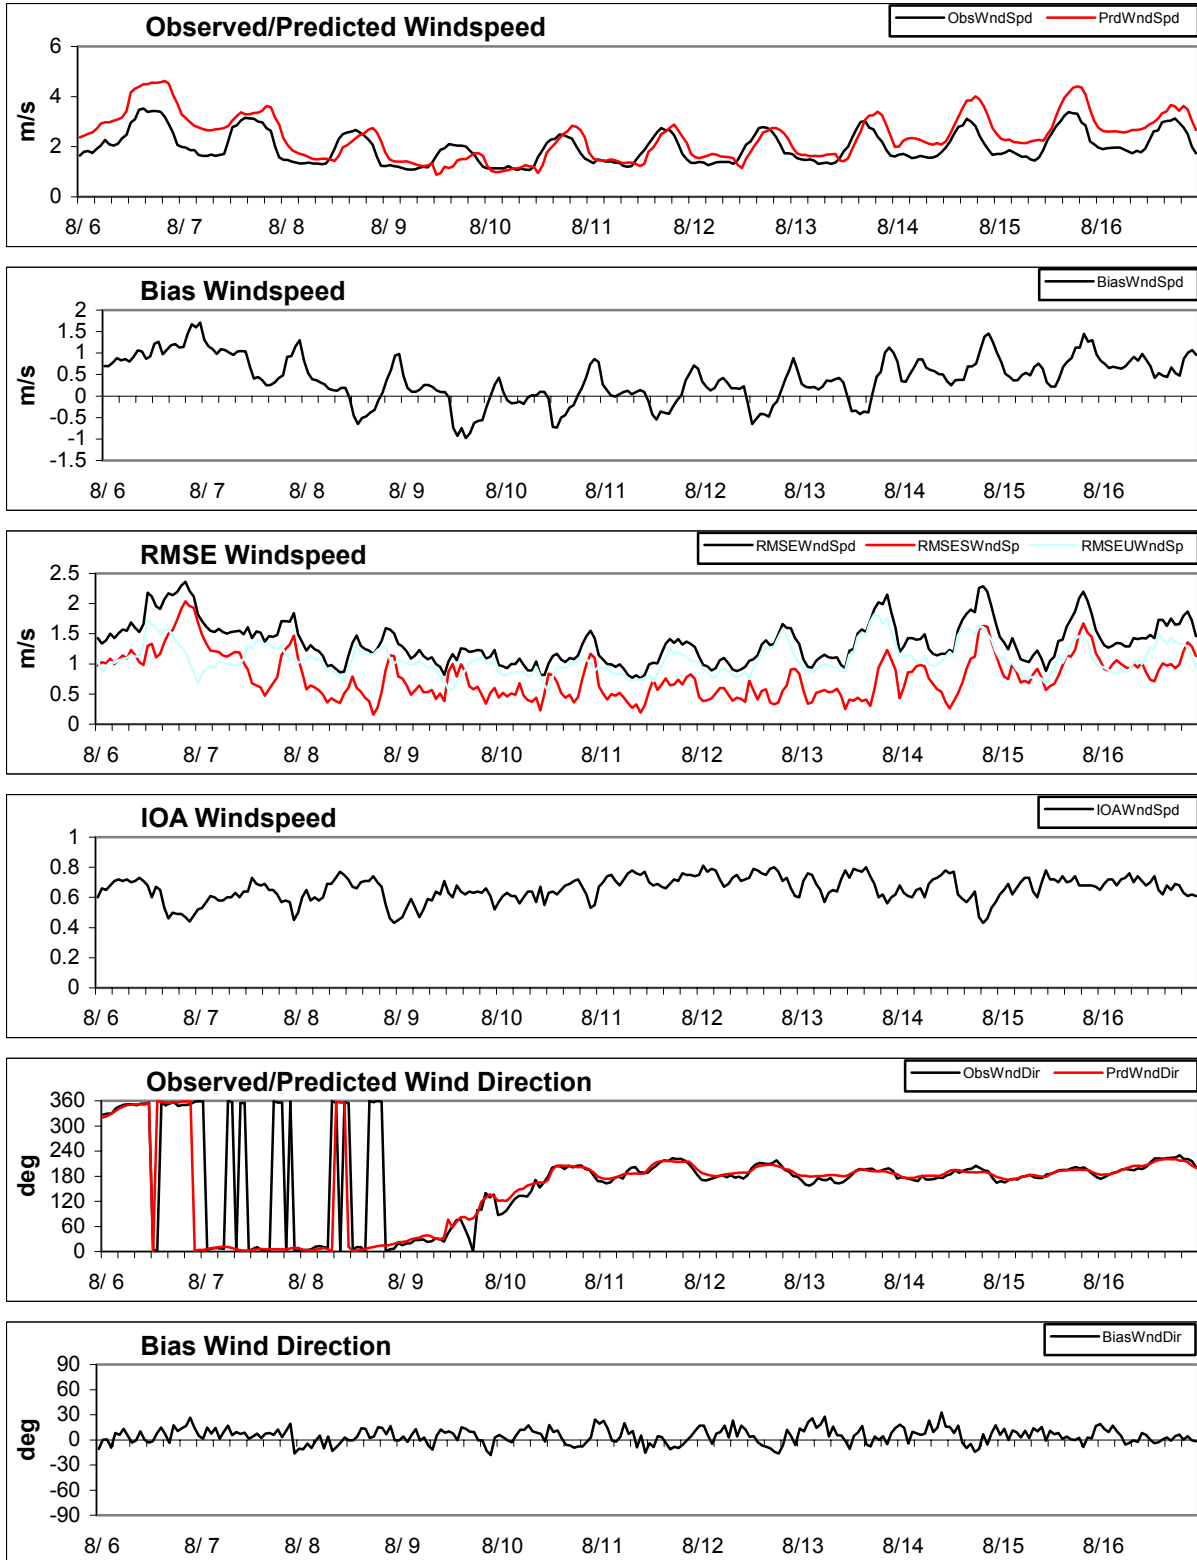 Observed/Predicted Windspeed
ObsWndSpd PrdWndSpd
m/s
6
4
2
0
8/ 6 8/ 7 8/ 8 8/ 9 8/10 8/11 8/12 8/13 8/14 8/15 8/16
Bias Windspeed
BiasWndSpd
m/s
2
1.5
1
0.5
0
-0.5
-1
-1.5
8/ 6 8/ 7 8/ 8 8/ 9 8/10 8/11 8/12 8/13 8/14 8/15 8/16
RMSE Windspeed
RMSEWndSpd RMSESWndSp RMSEUWndSp
m/s
2.5
2
1.5
1
0.5
0
8/ 6 8/ 7 8/ 8 8/ 9 8/10 8/11 8/12 8/13 8/14 8/15 8/16
IOA Windspeed
IOAWndSpd
1
0.8
0.6
0.4
0.2
0
8/ 6 8/ 7 8/ 8 8/ 9 8/10 8/11 8/12 8/13 8/14 8/15 8/16
Observed/Predicted Wind Direction
ObsWndDir PrdWndDir
deg
360
300
240
180
120
60
0
8/ 6 8/ 7 8/ 8 8/ 9 8/10 8/11 8/12 8/13 8/14 8/15 8/16
Bias Wind Direction
BiasWndDir
deg
90
60
30
0
-30
-60
-90
8/ 6 8/ 7 8/ 8 8/ 9 8/10 8/11 8/12 8/13 8/14 8/15 8/16